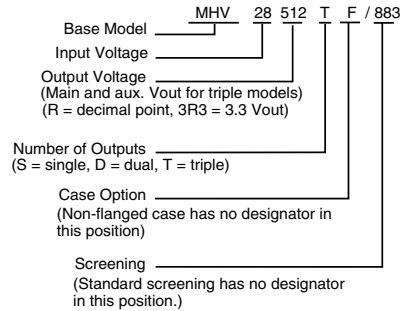 MHV 28 512 T F / 883
Base Model
Input Voltage
Output Voltage
(Main and aux. Vout for triple models)
(R = decimal point, 3R3 = 3.3 Vout)
Number of Outputs
(S = single, D = dual, T = triple)
Case Option
(Non-flanged case has no designator in
this position)
Screening
(Standard screening has no designator
in this position.)